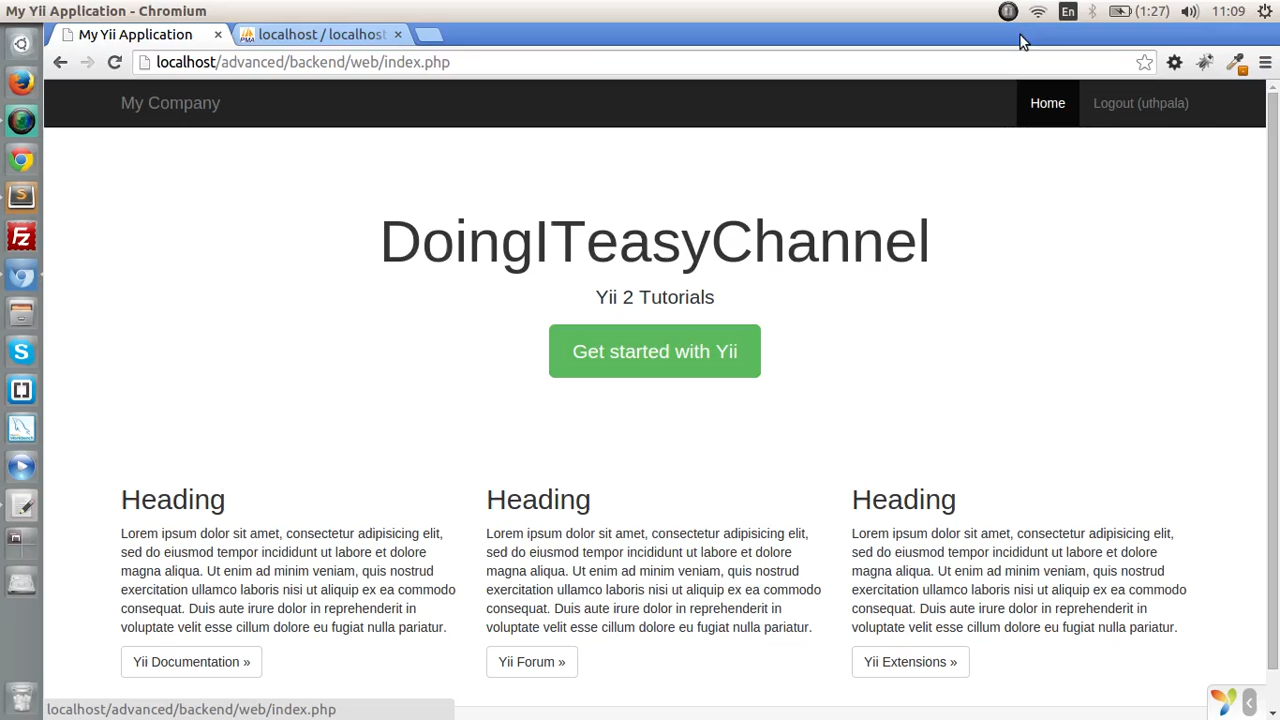 My Yii Application - Chromium
En
(1:27)
11:09
My Yii Application
localhost / localhost
localhost/advanced/backend/web/index.php
My Company
Home
Logout (uthpala)
DoingITeasyChannel
Yii 2 Tutorials
Get started with Yii
Heading
Lorem ipsum dolor sit amet, consectetur adipisicing elit,
sed do eiusmod tempor incididunt ut labore et dolore
magna aliqua. Ut enim ad minim veniam, quis nostrud
exercitation ullamco laboris nisi ut aliquip ex ea commodo
consequat. Duis aute irure dolor in reprehenderit in
voluptate velit esse cillum dolore eu fugiat nulla pariatur.
Yii Documentation »
Heading
Lorem ipsum dolor sit amet, consectetur adipisicing elit,
sed do eiusmod tempor incididunt ut labore et dolore
magna aliqua. Ut enim ad minim veniam, quis nostrud
exercitation ullamco laboris nisi ut aliquip ex ea commodo
consequat. Duis aute irure dolor in reprehenderit in
voluptate velit esse cillum dolore eu fugiat nulla pariatur.
Yii Forum »
Heading
Lorem ipsum dolor sit amet, consectetur adipisicing elit,
sed do eiusmod tempor incididunt ut labore et dolore
magna aliqua. Ut enim ad minim veniam, quis nostrud
exercitation ullamco laboris nisi ut aliquip ex ea commodo
consequat. Duis aute irure dolor in reprehenderit in
voluptate velit esse cillum dolore eu fugiat nulla pariatur.
Yii Extensions »
localhost/advanced/backend/web/index.php